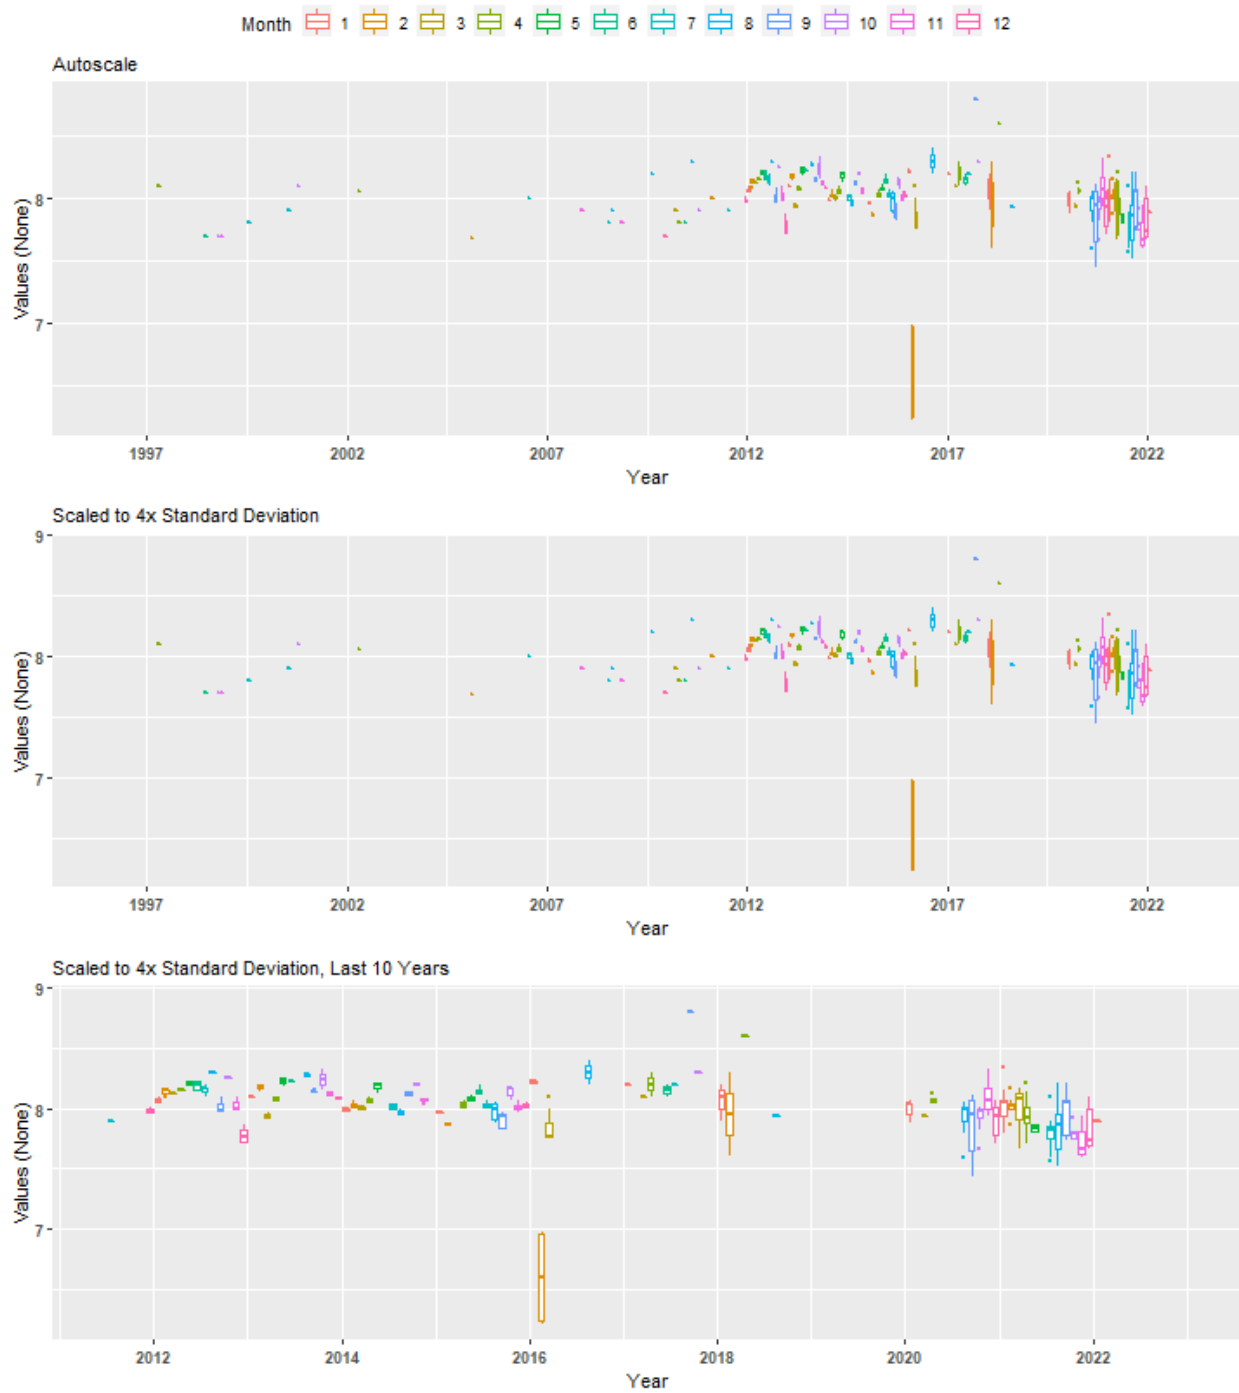 Month 1 2 3 4 5 6 7 8 9 10 11 12
Autoscale
Values (None)
8
7
1997 2002 2007 2012 2017 2022
Year
Scaled to 4x Standard Deviation
Values (None)
9
8
7
1997 2002 2007 2012 2017 2022
Year
Scaled to 4x Standard Deviation, Last 10 Years
Values (None)
9
8
7
2012 2014 2016 2018 2020 2022
Year